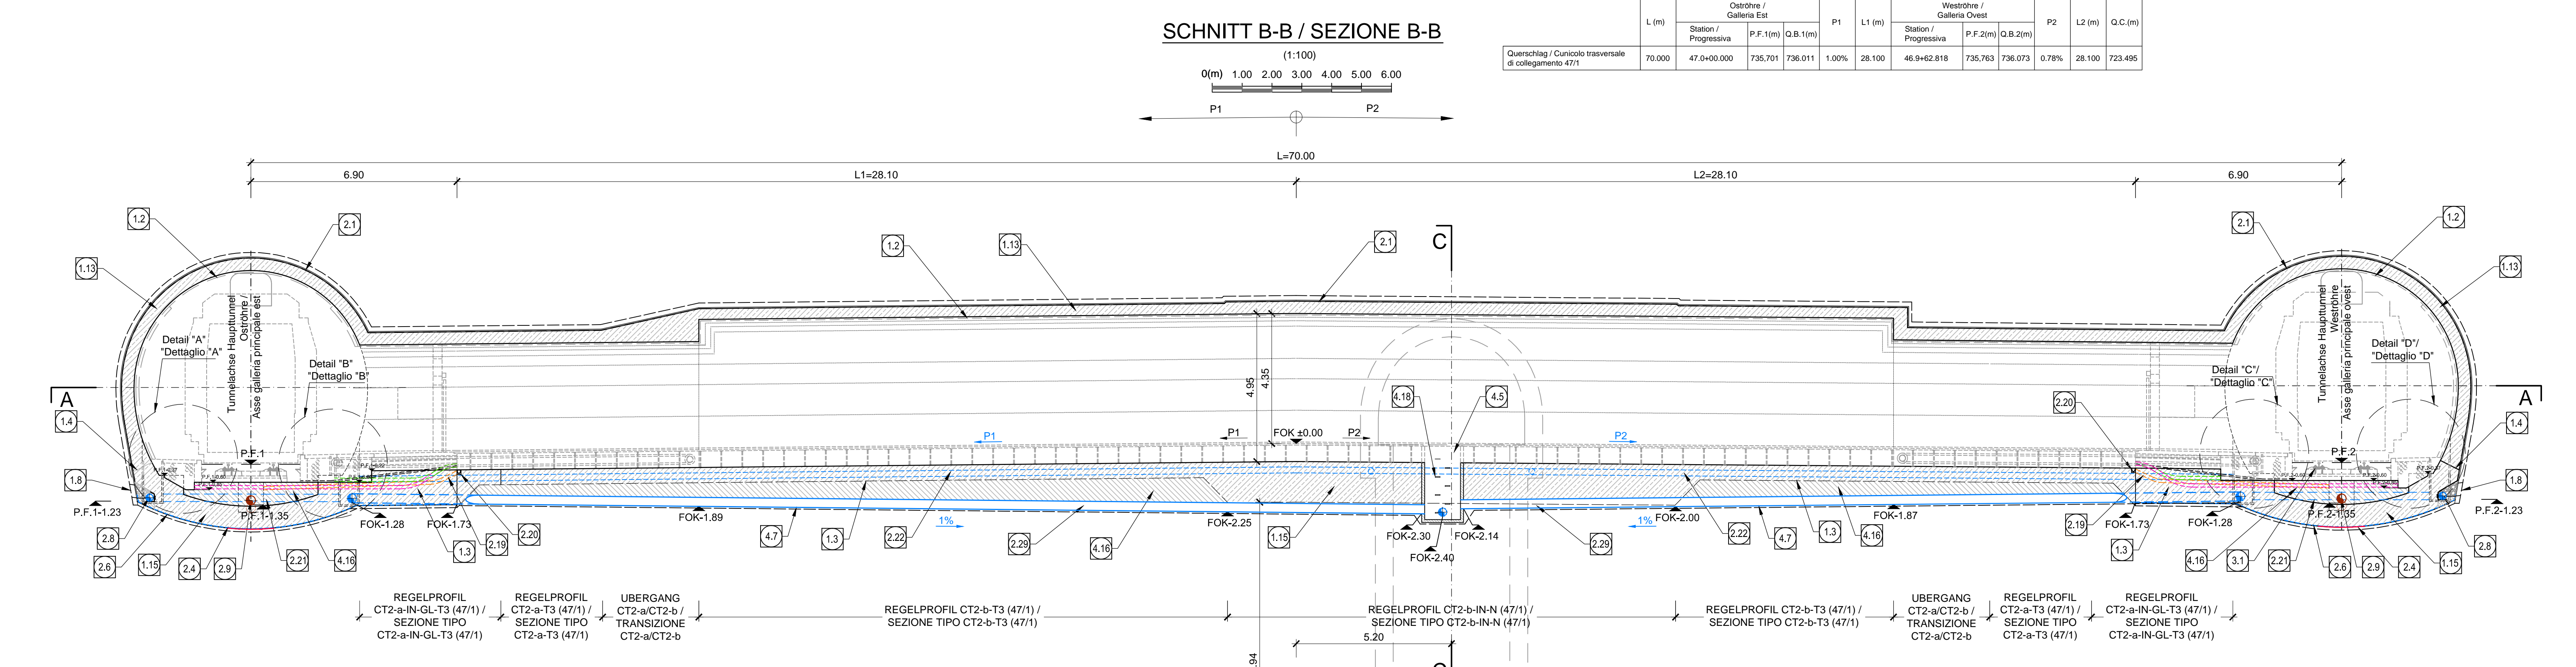 SCHNITT B-B / SEZIONE B-B
(1:100)
0(m) 1.00 2.00 3.00 4.00 5.00 6.00
P1 P2
L (m)
Oströhre /
Galleria Est
P1
L1 (m)
Weströhre /
Galleria Ovest
P2
L2 (m)
Q.C.(m)
Station /
Progressiva
P.F.1(m)
Q.B.1(m)
Station /
Progressiva
P.F.2(m)
Q.B.2(m)
Querschlag / Cunicolo trasversale
di collegamento 47/1
70.000
47.0+00.000
735,701
736.011
1.00%
28.100
46.9+62.818
735,763
736.073
0.78%
28.100
723.495
L=70.00
6.90
L1=28.10
L2=28.10
6.90
1.2
2.1
1.13
1.2
1.13
2.1
C
2.1
1.2
1.13
Detail "A"
"Dettaglio "A"
Tunnelachse Haupttunnel
Oströhre /
Asse galleria principale est
Detail "B"
"Dettaglio "B"
4.95
4.35
4.18
4.5
Detail "C"/
"Dettaglio "C"
Tunnelachse Haupttunnel
Weströhre
Asse galleria principale ovest
Detail "D"/
"Dettaglio "D"
A
A
1.4
2.20
1.4
P1
P1
FOK ±0.00
P2
P2
P.F.1
P.F.2
1.8
1.8
P.F.1-1.23
P.F.1-1.35
FOK-1.28
FOK-1.73
FOK-1.89
1%
FOK-2.25
FOK-2.30
FOK-2.14
FOK-2.40
1%
FOK-2.00
FOK-1.87
FOK-1.73
FOK-1.28
P.F.2-1.35
P.F.2-1.23
2.8
2.6
1.15
2.4
2.9
2.21
4.16
1.3
2.19
2.20
4.7
1.3
2.22
2.29
4.16
1.15
2.29
2.22
4.7
1.3
4.16
2.19
1.3
4.16
3.1
2.21
2.6
2.9
2.4
1.15
2.8
REGELPROFIL
CT2-a-IN-GL-T3 (47/1) /
SEZIONE TIPO
CT2-a-IN-GL-T3 (47/1)
REGELPROFIL
CT2-a-T3 (47/1) /
SEZIONE TIPO
CT2-a-T3 (47/1)
UBERGANG
CT2-a/CT2-b /
TRANSIZIONE
CT2-a/CT2-b
REGELPROFIL CT2-b-T3 (47/1) /
SEZIONE TIPO CT2-b-T3 (47/1)
REGELPROFIL CT2-b-IN-N (47/1) /
SEZIONE TIPO CT2-b-IN-N (47/1)
REGELPROFIL CT2-b-T3 (47/1) /
SEZIONE TIPO CT2-b-T3 (47/1)
UBERGANG
CT2-a/CT2-b /
TRANSIZIONE
CT2-a/CT2-b
REGELPROFIL
CT2-a-T3 (47/1) /
SEZIONE TIPO
CT2-a-T3 (47/1)
REGELPROFIL
CT2-a-IN-GL-T3 (47/1) /
SEZIONE TIPO
CT2-a-IN-GL-T3 (47/1)
5.20